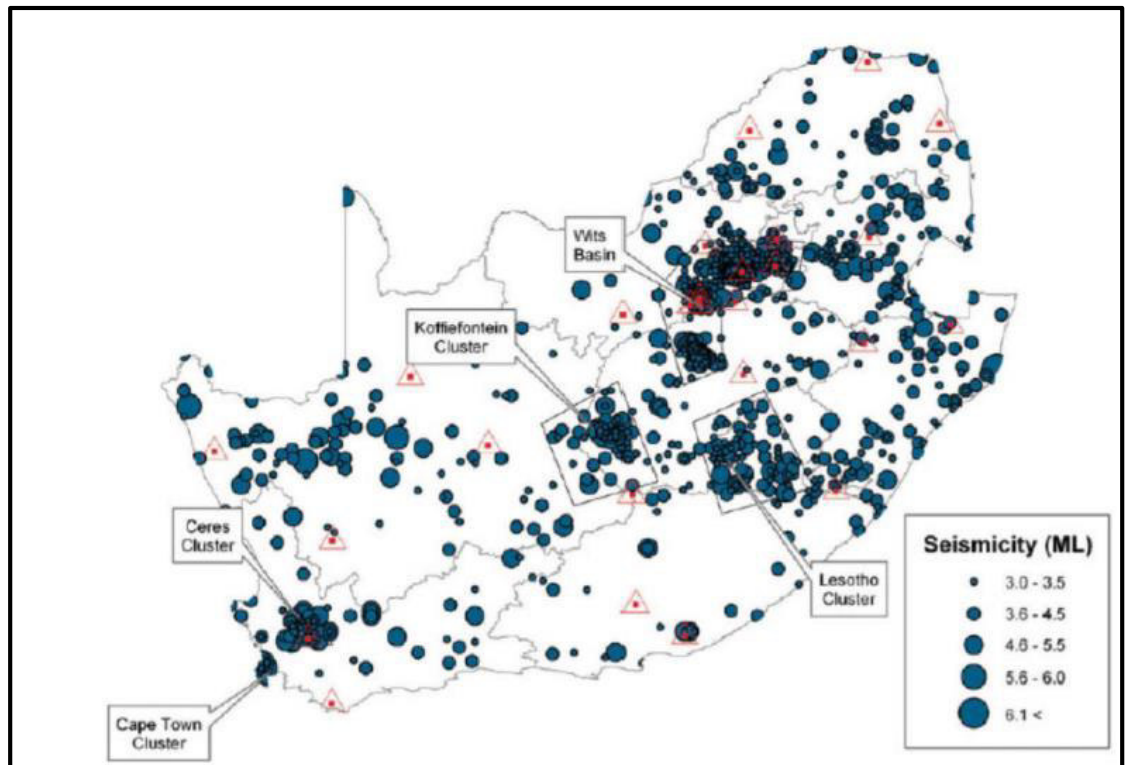 Wits
Basin
Koffiefontein
Cluster
Ceres
Cluster
Lesotho
Cluster
Cape Town
Cluster
Seismicity (ML)
3.0 - 3.5
3.6 - 4.5
4.6 - 5.5
5.6 - 6.0
6.1 <